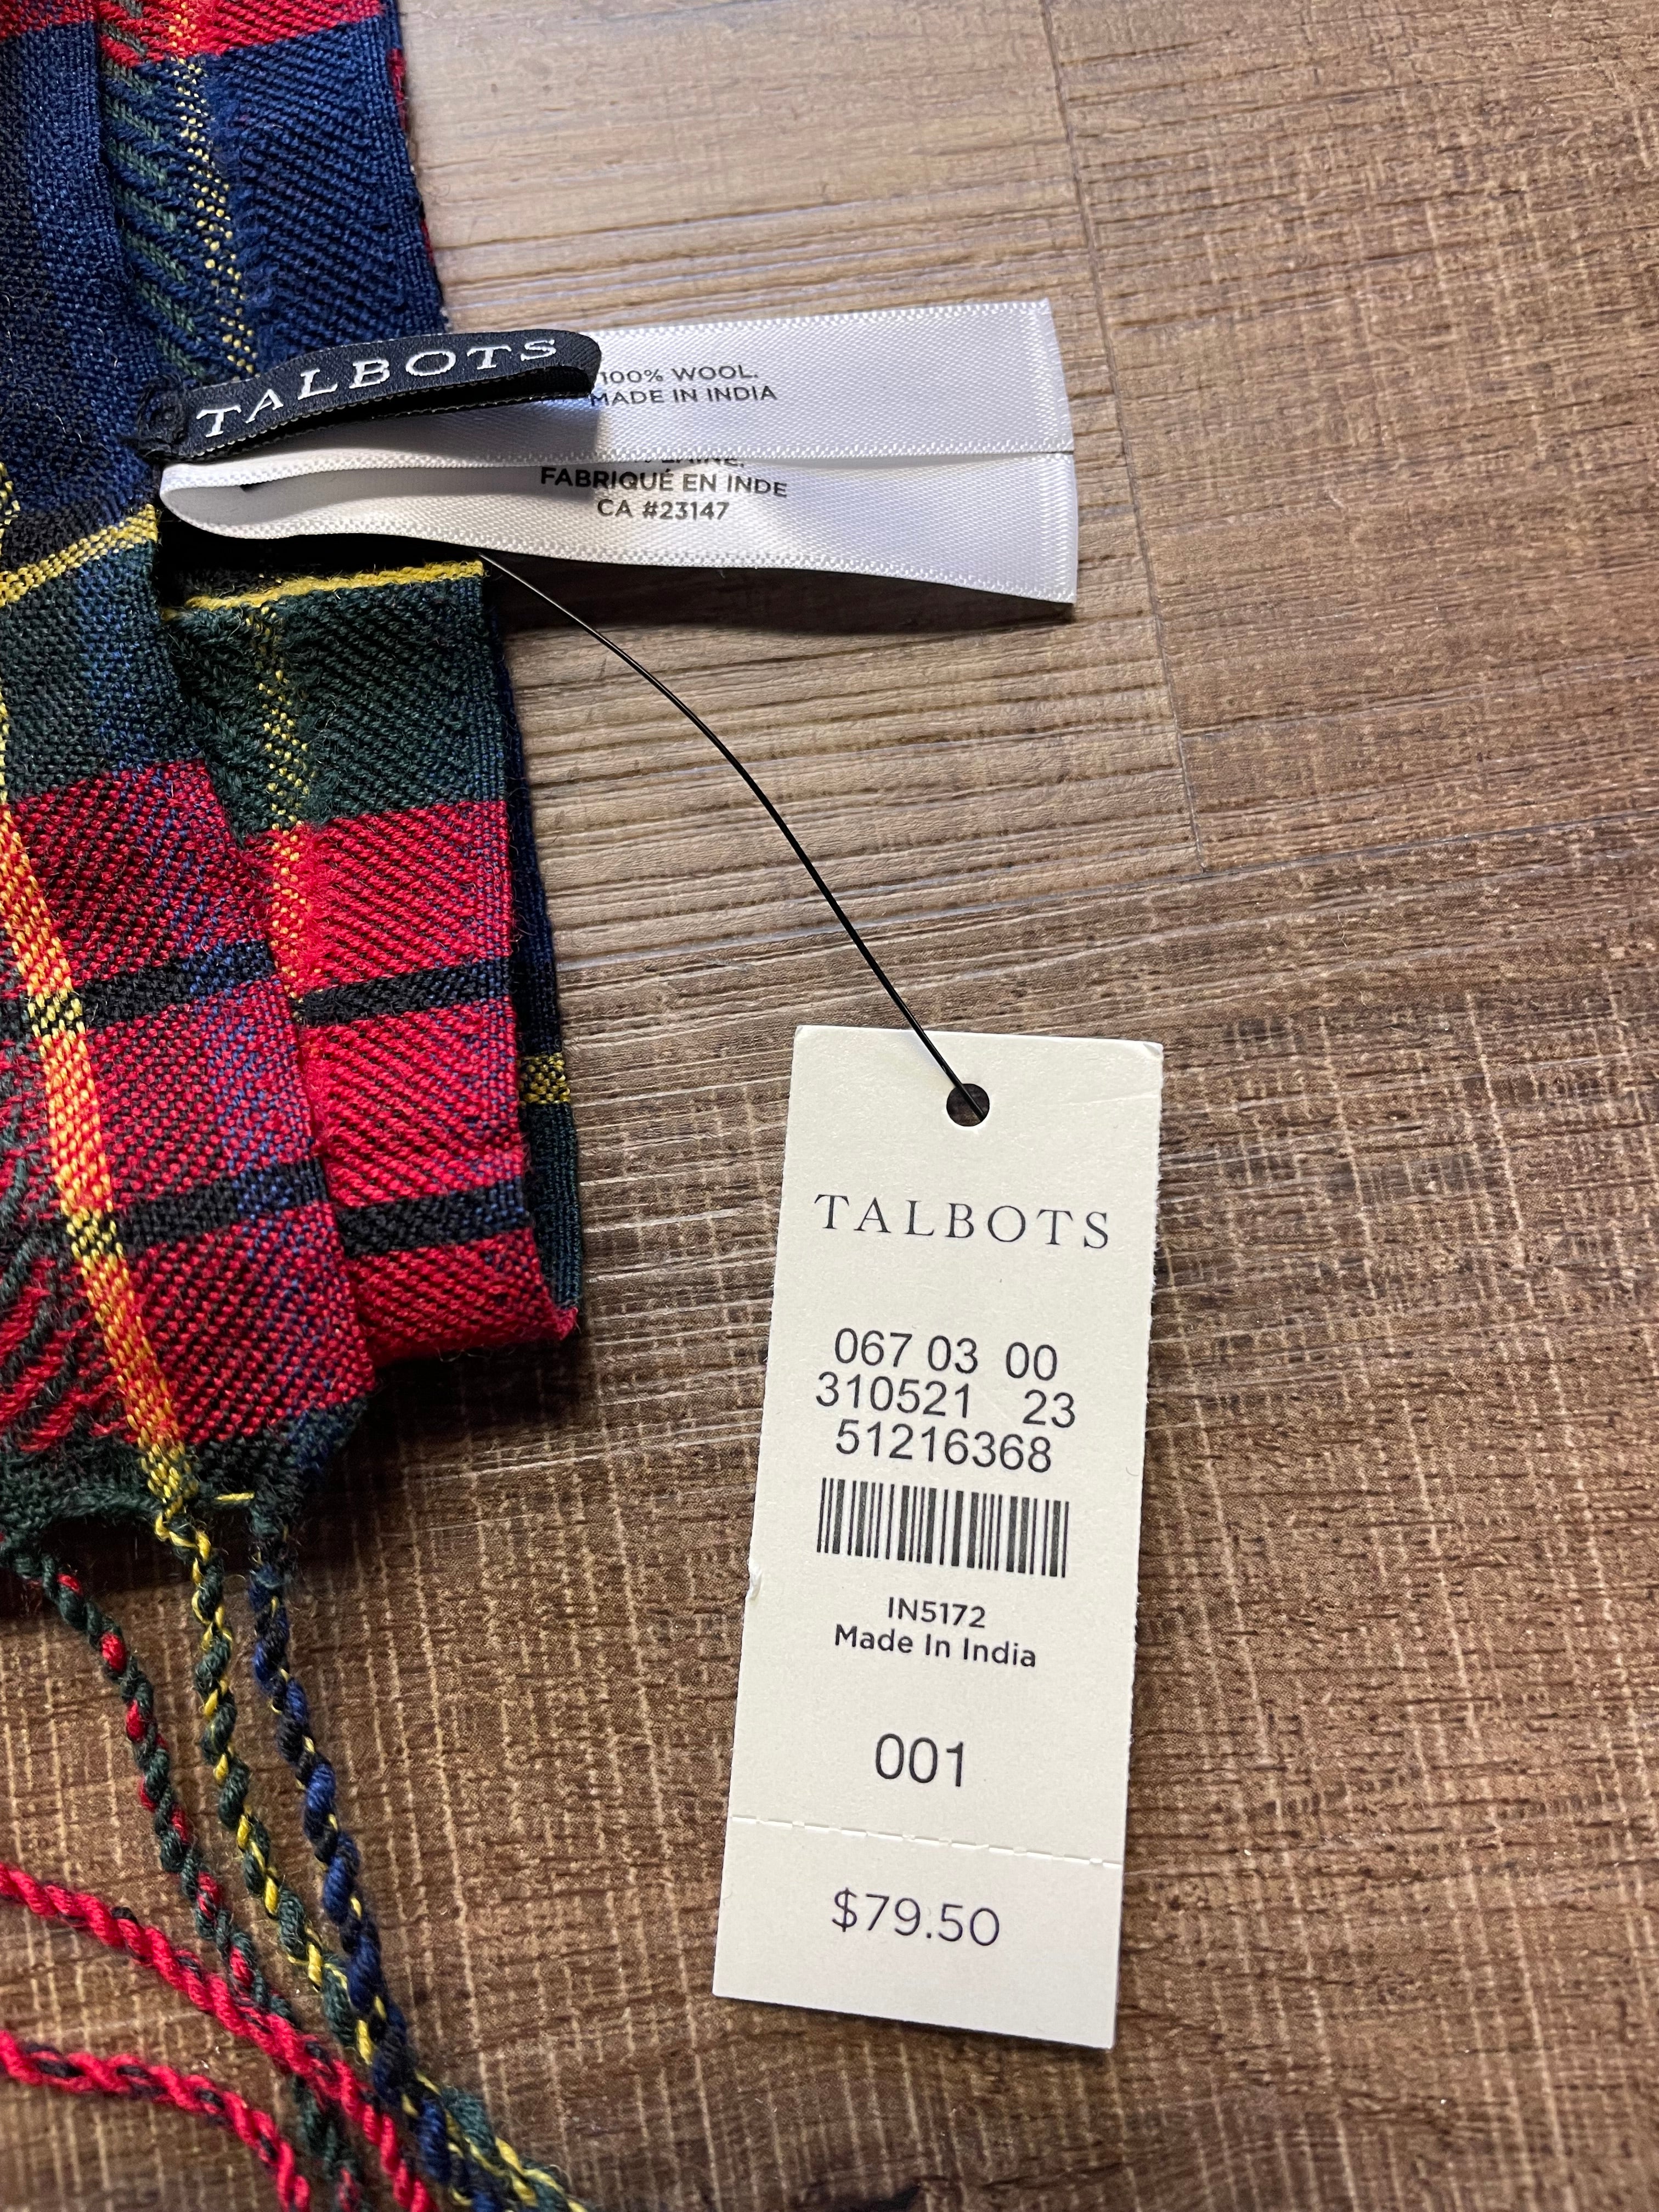 TALBOTS
100% WOOL.
MADE IN INDIA
FABRIQUÉ EN INDE
CA #23147
TALBOTS
067 03 00
310521 23
51216368
IN5172
Made In India
001
$79.50